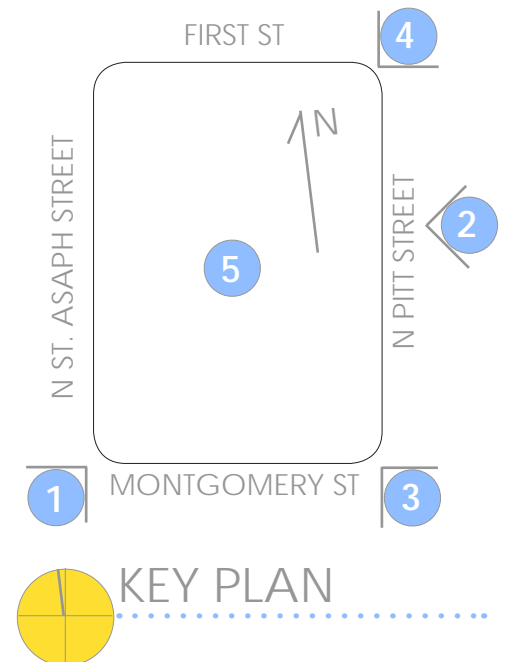 FIRST ST
4
N
N ST. ASAPH STREET
N PITT STREET
2
5
1
MONTGOMERY ST
3
KEY PLAN